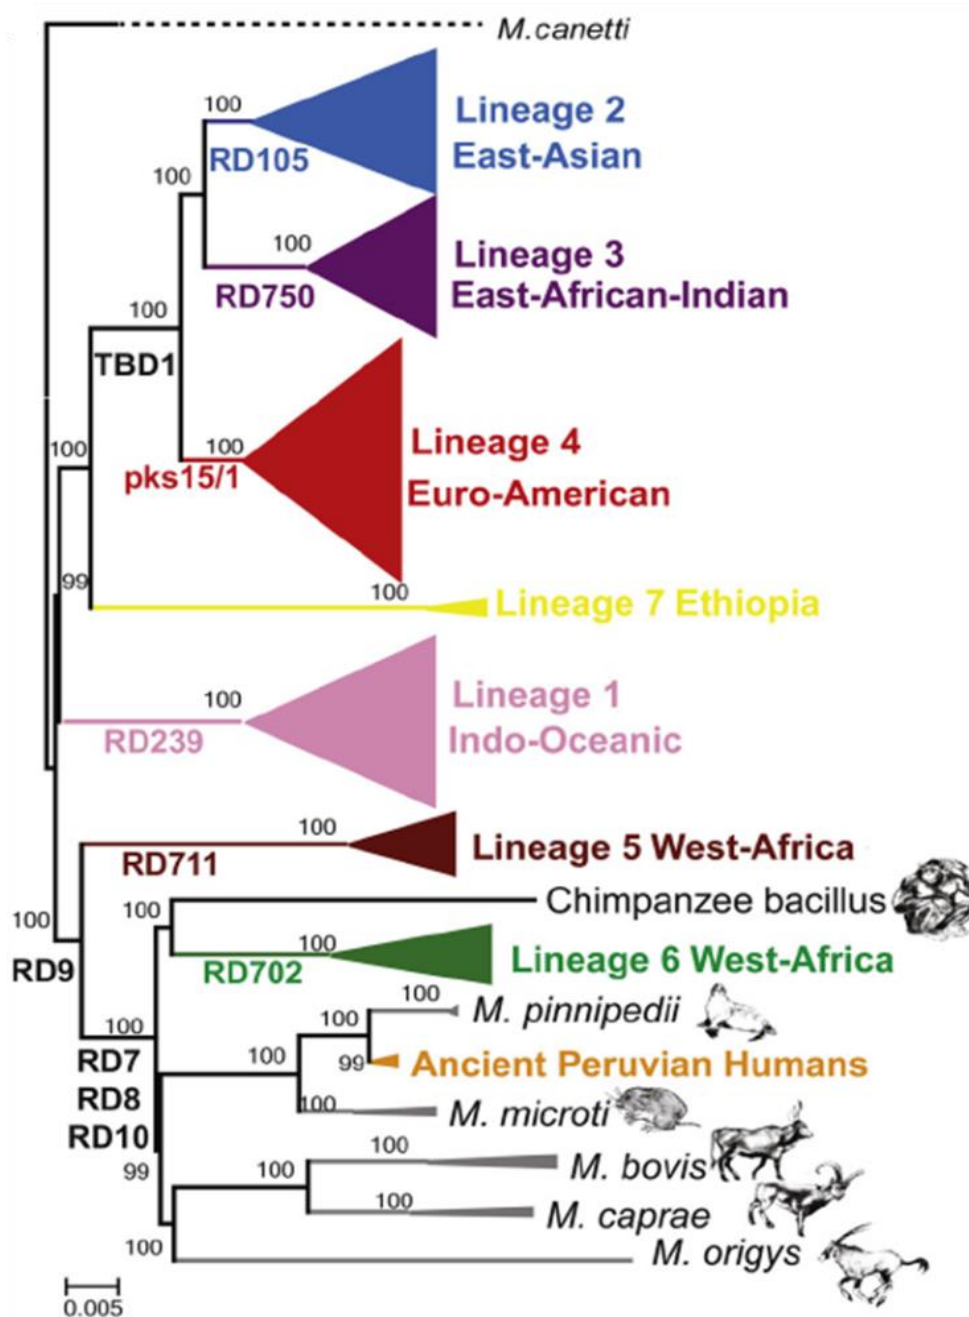 M.canetti
100
Lineage 2
RD105
East-Asian
100
100
Lineage 3
RD750
East-African-Indian
100
TBD1
100
Lineage 4
100
pks15/1
Euro-American
99
100
Lineage 7 Ethiopia
100
Lineage 1
RD239
Indo-Oceanic
100
Lineage 5 West-Africa
RD711
Chimpanzee bacillus
100
100
100
Lineage 6 West-Africa
RD9
RD702
100
M. pinnipedii
100
100
RD7
100
99
Ancient Peruvian Humans
RD8
100
M. microti
RD10
100
M. bovis
99
100
100
M. caprae
100
M. origys
0.005